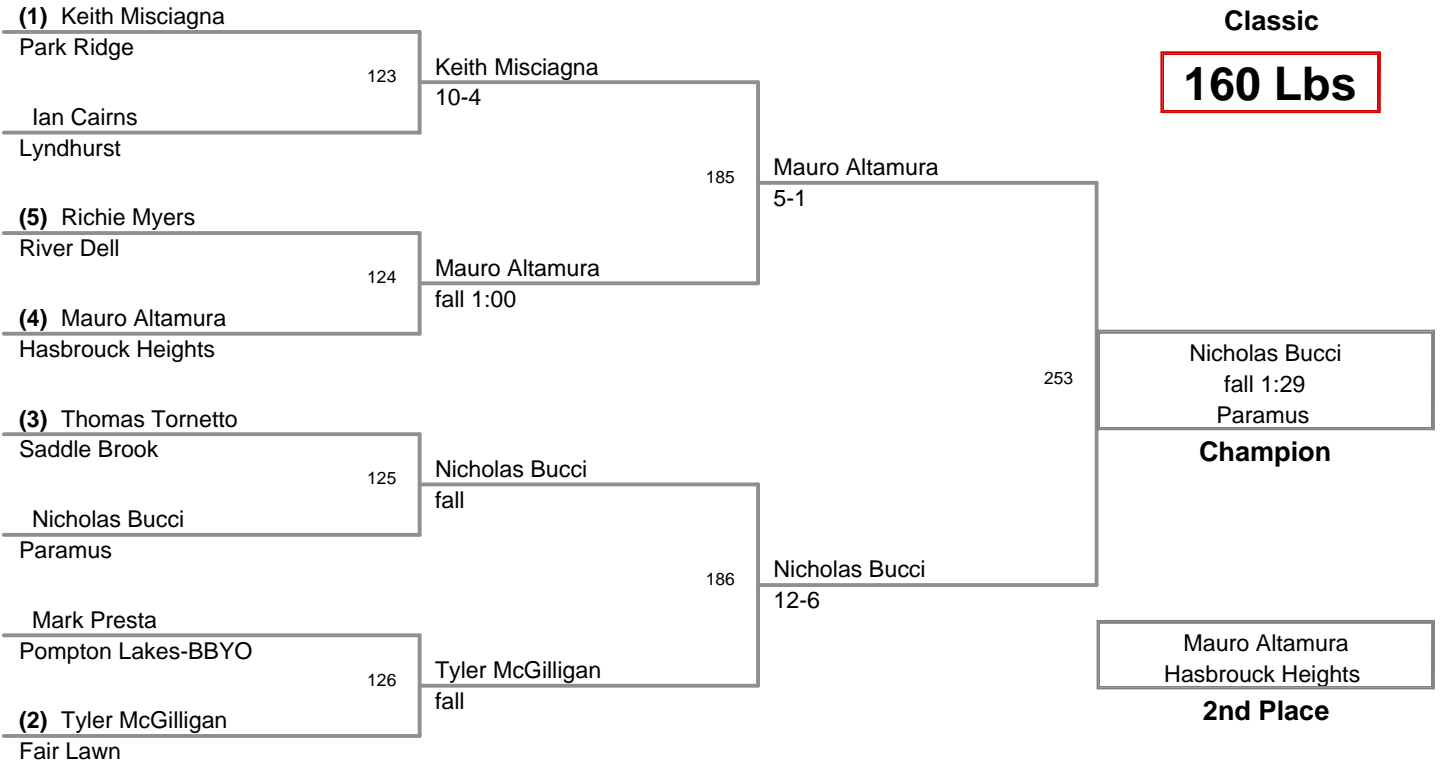 (1) Keith Misciagna
Park Ridge
123
Ian Cairns
Lyndhurst
Keith Misciagna
10-4
(5) Richie Myers
River Dell
124
(4) Mauro Altamura
Hasbrouck Heights
Mauro Altamura
fall 1:00
185
Mauro Altamura
5-1
(3) Thomas Tornetto
Saddle Brook
125
Nicholas Bucci
Paramus
Nicholas Bucci
fall
Mark Presta
Pompton Lakes-BBYO
126
(2) Tyler McGilligan
Fair Lawn
Tyler McGilligan
fall
186
Nicholas Bucci
12-6
253
Classic
160 Lbs
Nicholas Bucci
fall 1:29
Paramus
Champion
Mauro Altamura
Hasbrouck Heights
2nd Place